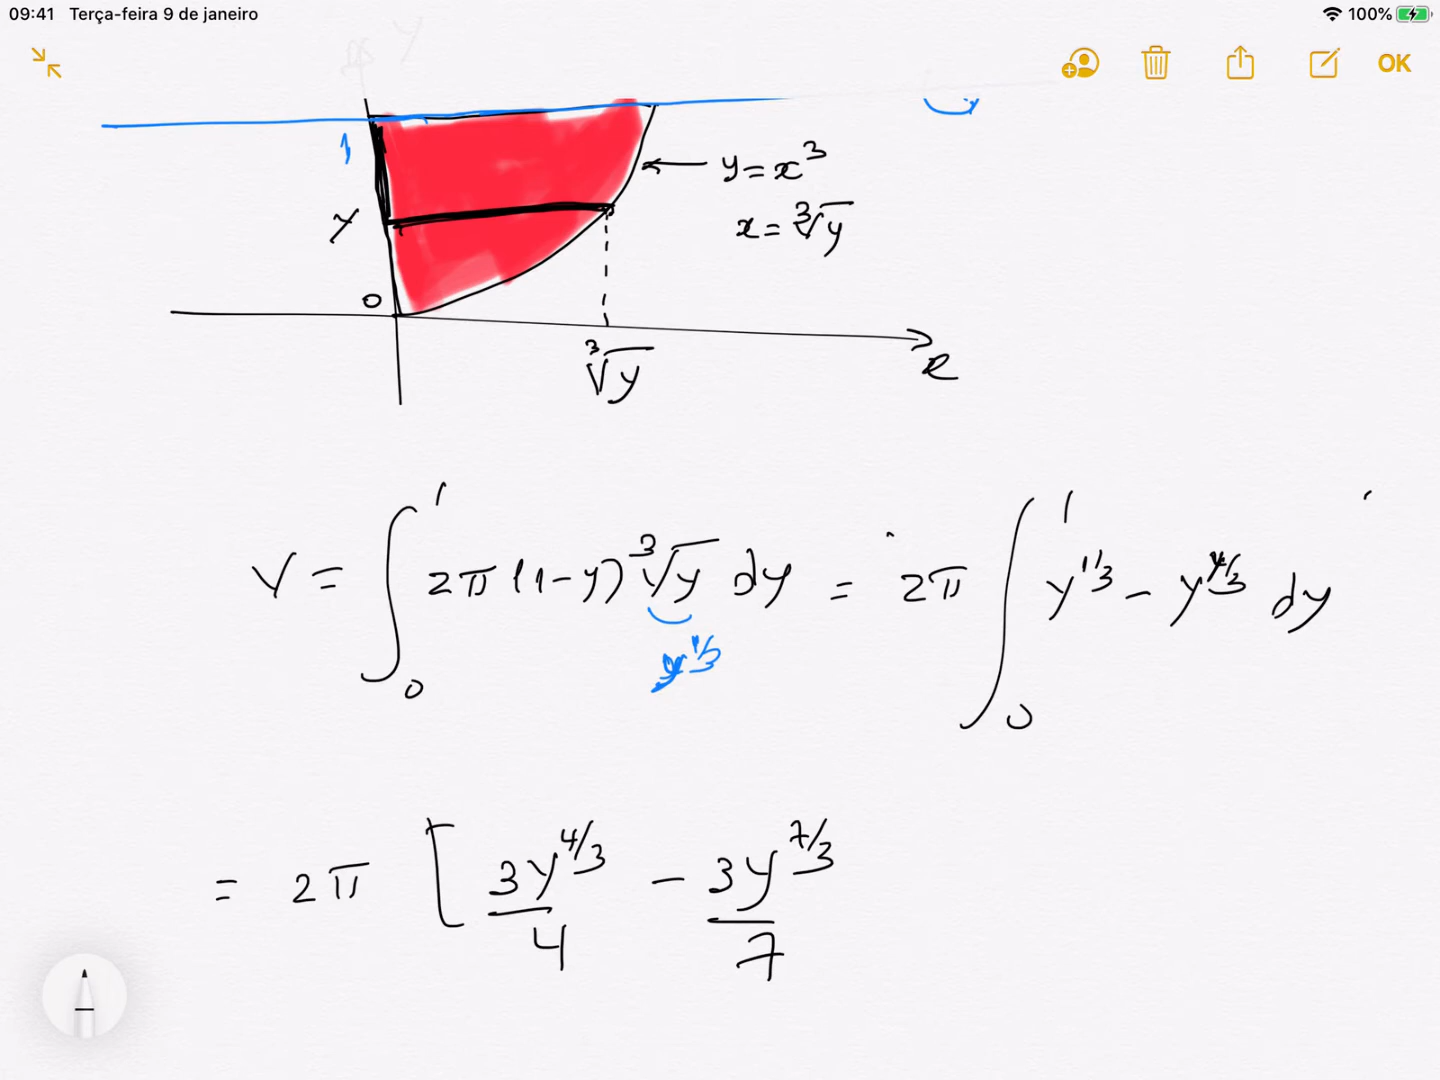 09:41 Terça-feira 9 de janeiro 100%
OK
y
1
y = x³
y
x = ∛y
0
∛y
x
V = ∫₀¹ 2π (1-y) ∛y dy = 2π ∫₀¹ y^1/3 - y^4/3 dy
y^1/3
= 2π [ 3y^4/3 / 4 - 3y^7/3 / 7